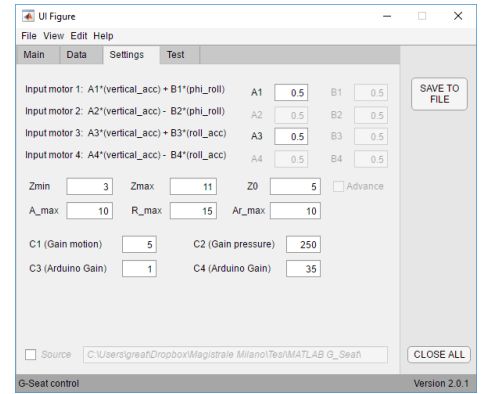 UI Figure
File View Edit Help
Main Data Settings Test
Input motor 1: A1*(vertical_acc) + B1*(phi_roll) A1 0.5 B1 0.5
Input motor 2: A2*(vertical_acc) - B2*(phi_roll) A2 0.5 B2 0.5
Input motor 3: A3*(vertical_acc) + B3*(roll_acc) A3 0.5 B3 0.5
Input motor 4: A4*(vertical_acc) - B4*(roll_acc) A4 0.5 B4 0.5
SAVE TO
FILE
Zmin 3 Zmax 11 Z0 5 Advance
A_max 10 R_max 15 Ar_max 10
C1 (Gain motion) 5 C2 (Gain pressure) 250
C3 (Arduino Gain) 1 C4 (Arduino Gain) 35
Source C:\Users\great\Dropbox\Magistrale Milano\Tesi\MATLAB G_Seat\
CLOSE ALL
G-Seat control Version 2.0.1